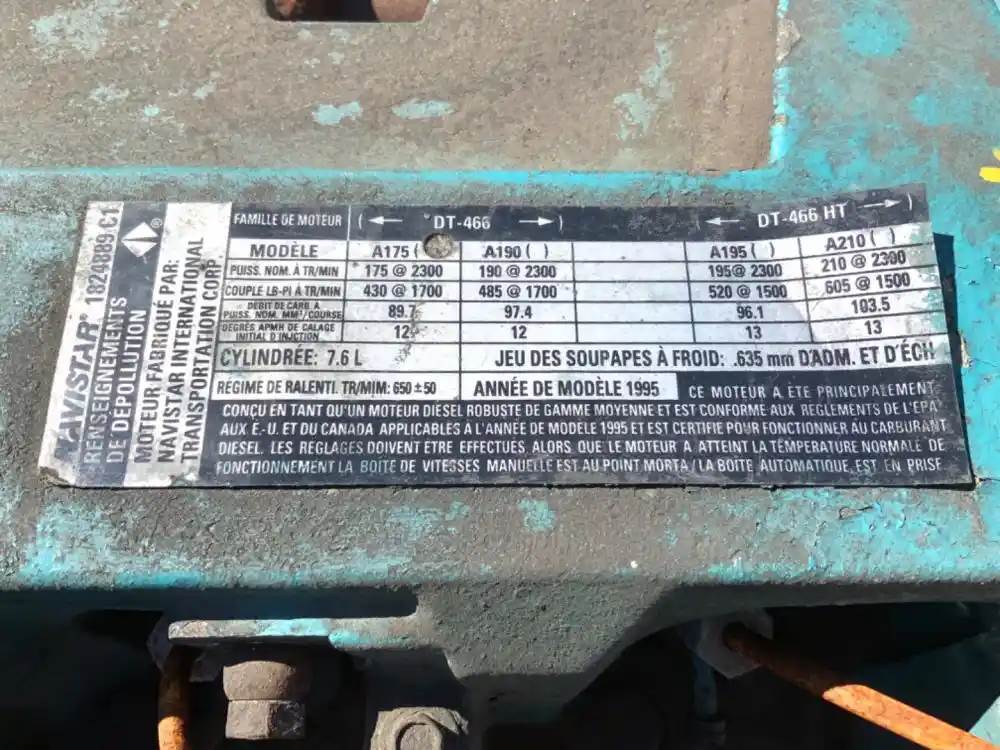 NAVISTAR® 1824889 C1
RENSEIGNEMENTS
DE DÉPOLLUTION
MOTEUR FABRIQUÉ PAR:
NAVISTAR INTERNATIONAL
TRANSPORTATION CORP.
FAMILLE DE MOTEUR (← DT-466 →) (← DT-466 HT →)
MODÈLE A175 ( ) A190 ( ) A195 ( ) A210 ( )
PUISS. NOM. À TR/MIN 175 @ 2300 190 @ 2300 195 @ 2300 210 @ 2300
COUPLE LB-PI À TR/MIN 430 @ 1700 485 @ 1700 520 @ 1500 605 @ 1500
DEBIT DE CARB. À
PUISS. NOM. MM³/COURSE 89.7 97.4 96.1 103.5
DEGRÉS APMH DE CALAGE
INITIAL D'INJECTION 12 12 13 13
CYLINDRÉE: 7.6 L JEU DES SOUPAPES À FROID: .635 mm D'ADM. ET D'ÉCH
RÉGIME DE RALENTI. TR/MIM: 650 ± 50 ANNÉE DE MODÈLE 1995 CE MOTEUR A ÉTÉ PRINCIPALEMENT
CONÇU EN TANT QU'UN MOTEUR DIESEL ROBUSTE DE GAMME MOYENNE ET EST CONFORME AUX REGLEMENTS DE L'EPA
AUX E.-U. ET DU CANADA APPLICABLES À L'ANNÉE DE MODÈLE 1995 ET EST CERTIFIÉ POUR FONCTIONNER AU CARBURANT
DIESEL. LES REGLAGES DOIVENT ÊTRE EFFECTUÉS ALORS QUE LE MOTEUR A ATTEINT LA TEMPÉRATURE NORMALE DE
FONCTIONNEMENT LA BOÎTE DE VITESSES MANUELLE EST AU POINT MORTA / LA BOÎTE AUTOMATIQUE EST EN PRISE